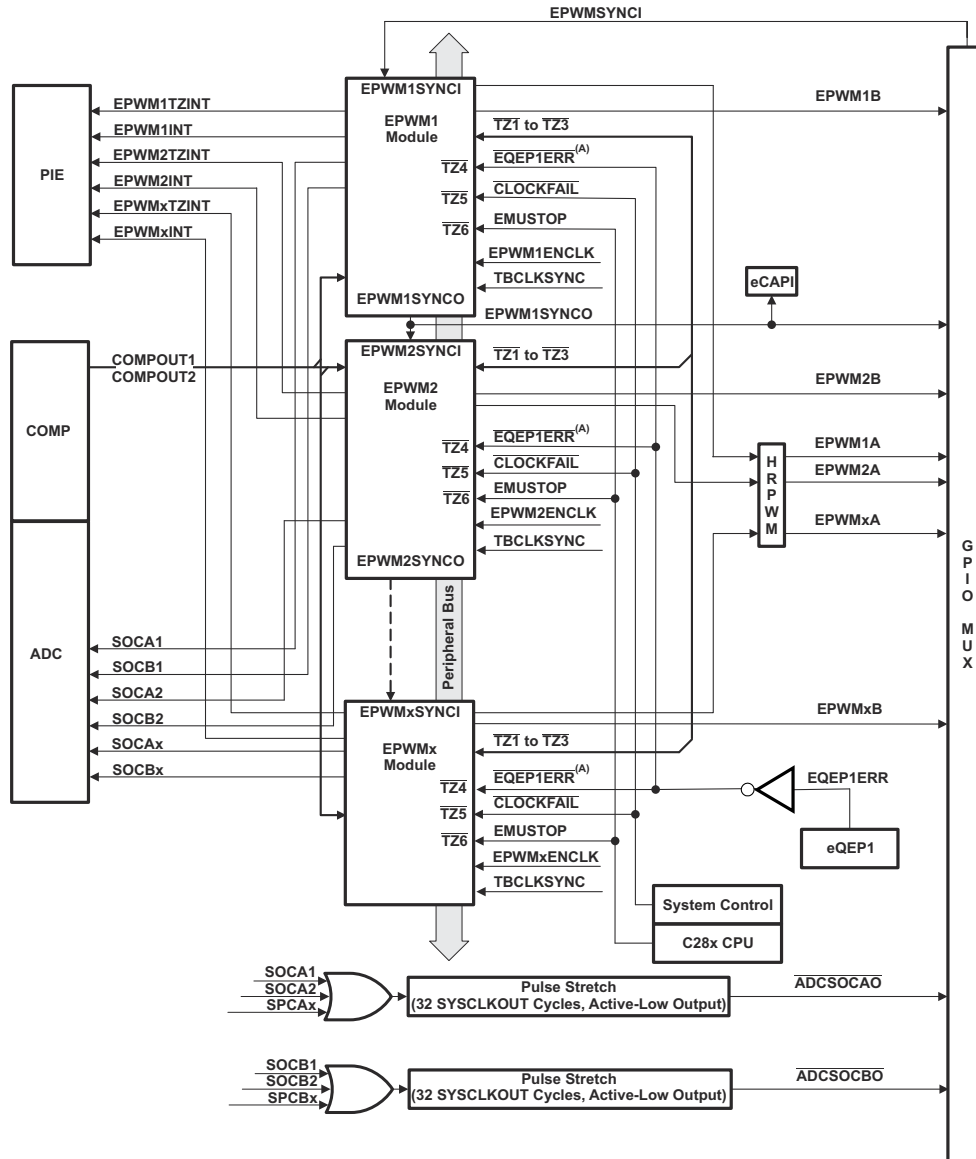 EPWMSYNCI
EPWM1SYNCI
EPWM1
Module
EPWM1TZINT
EPWM1INT
EPWM2TZINT
EPWM2INT
EPWMxTZINT
EPWMxINT
PIE
EPWM1B
TZ1 to TZ3
TZ4
EQEP1ERR(A)
TZ5
CLOCKFAIL
TZ6
EMUSTOP
EPWM1ENCLK
TBCLKSYNC
EPWM1SYNCO
eCAPI
EPWM1SYNCO
COMPOUT1
COMPOUT2
COMP
EPWM2SYNCI
EPWM2
Module
TZ1 to TZ3
EPWM2B
TZ4
EQEP1ERR(A)
TZ5
CLOCKFAIL
TZ6
EMUSTOP
EPWM2ENCLK
TBCLKSYNC
EPWM2SYNCO
HRPWM
EPWM1A
EPWM2A
EPWMxA
GPIO MUX
Peripheral Bus
ADC
SOCA1
SOCB1
SOCA2
SOCB2
SOCAx
SOCBx
EPWMxSYNCI
EPWMx
Module
EPWMxB
TZ1 to TZ3
TZ4
EQEP1ERR(A)
TZ5
CLOCKFAIL
TZ6
EMUSTOP
EPWMxENCLK
TBCLKSYNC
EQEP1ERR
eQEP1
System Control
C28x CPU
SOCA1
SOCA2
SPCAx
Pulse Stretch
(32 SYSCLKOUT Cycles, Active-Low Output)
ADCSOCAO
SOCB1
SOCB2
SPCBx
Pulse Stretch
(32 SYSCLKOUT Cycles, Active-Low Output)
ADCSOCBO